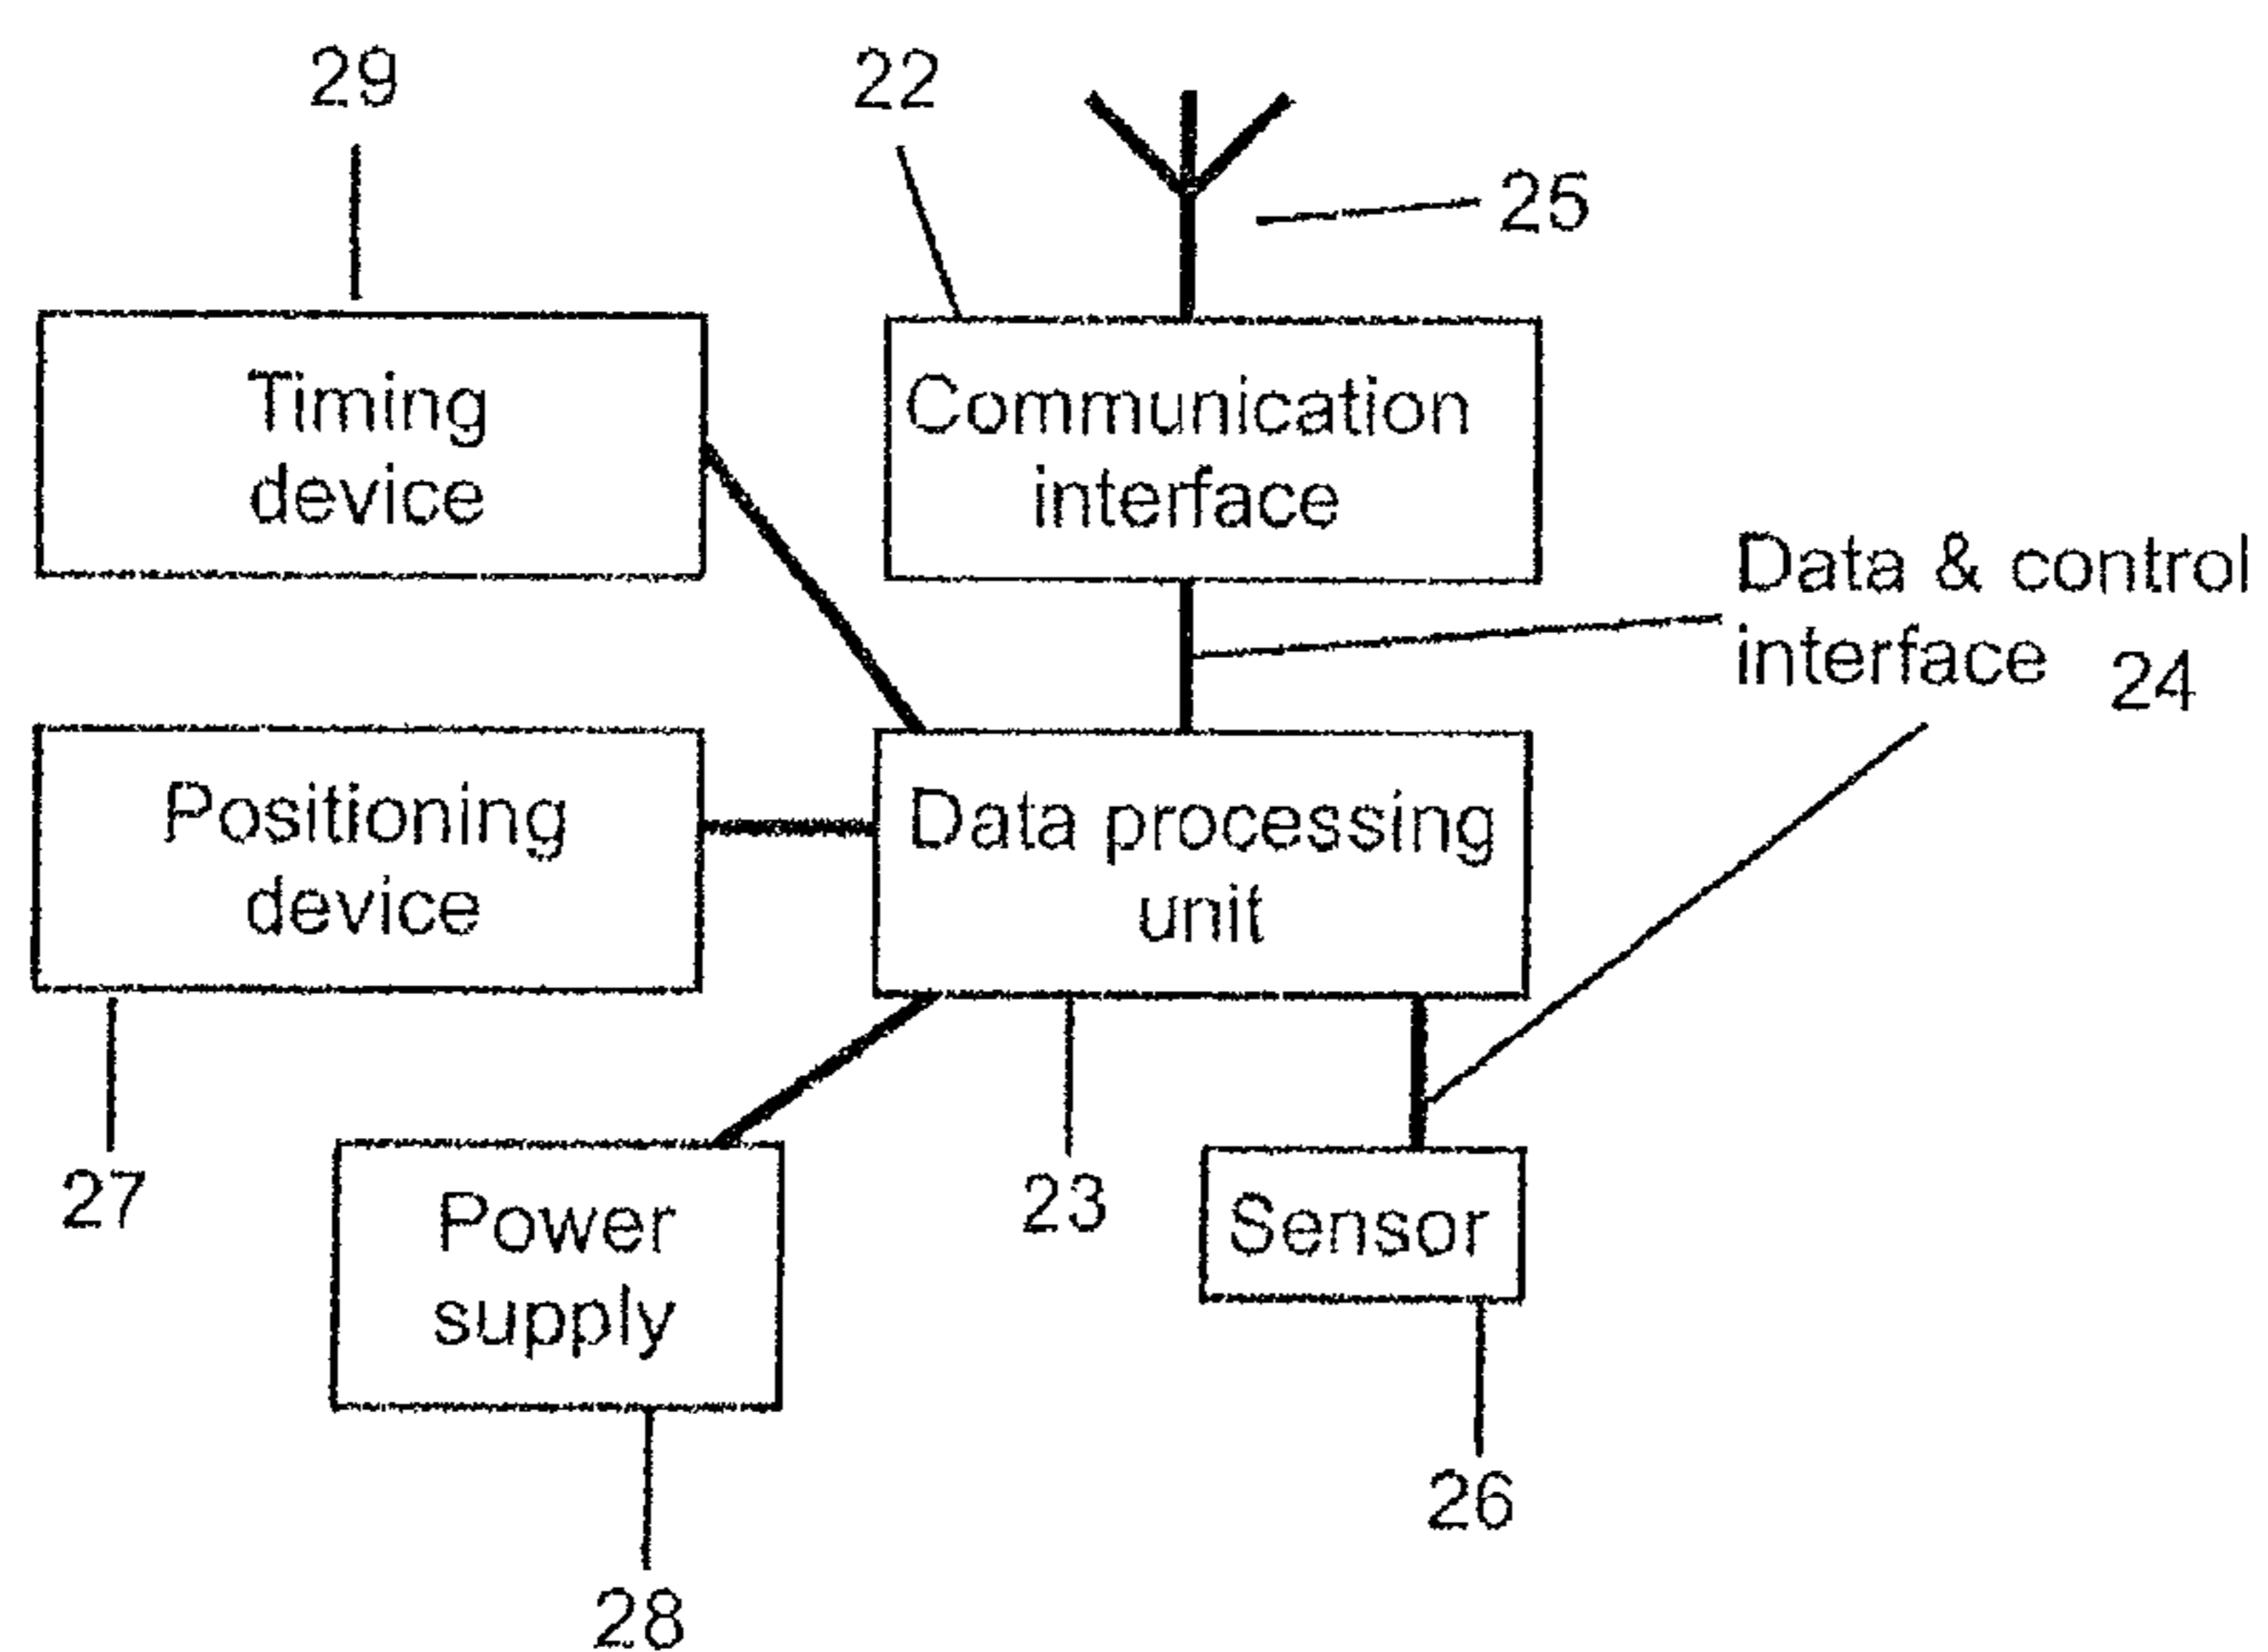 29
22
25
Timing
device
Communication
interface
Data & control
interface 24
Positioning
device
Data processing
unit
27
23
Power
supply
Sensor
26
28